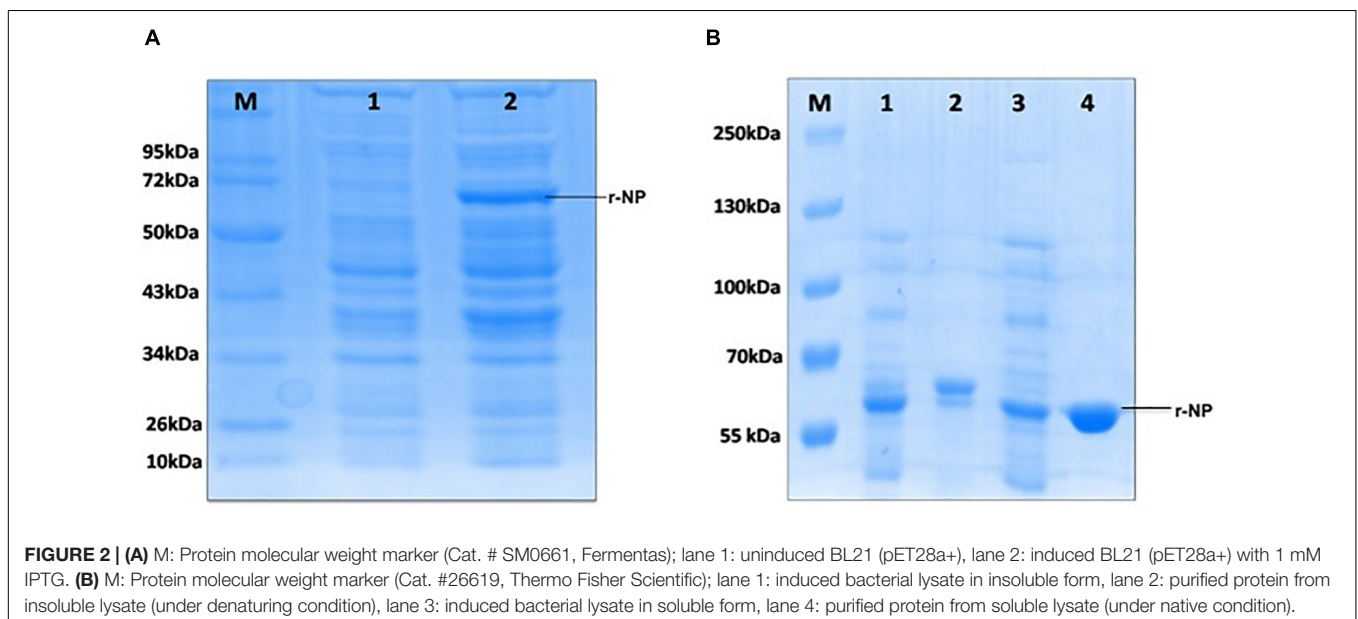 A
B
M 1 2
95kDa
72kDa
r-NP
50kDa
43kDa
34kDa
26kDa
10kDa
M 1 2 3 4
250kDa
130kDa
100kDa
70kDa
r-NP
55 kDa
FIGURE 2 | (A) M: Protein molecular weight marker (Cat. # SM0661, Fermentas); lane 1: uninduced BL21 (pET28a+), lane 2: induced BL21 (pET28a+) with 1 mM
IPTG. (B) M: Protein molecular weight marker (Cat. #26619, Thermo Fisher Scientific); lane 1: induced bacterial lysate in insoluble form, lane 2: purified protein from
insoluble lysate (under denaturing condition), lane 3: induced bacterial lysate in soluble form, lane 4: purified protein from soluble lysate (under native condition).